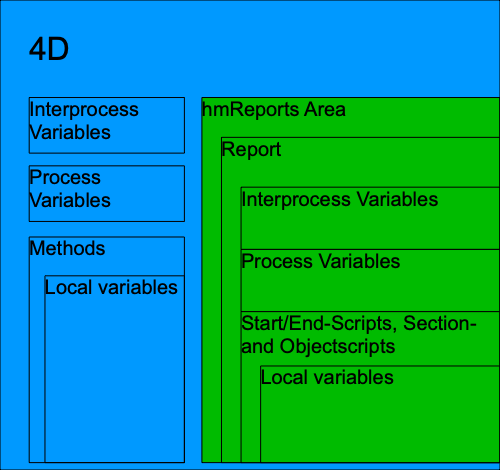 4D
Interprocess
Variables
Process
Variables
Methods
Local variables
hmReports Area
Report
Interprocess Variables
Process Variables
Start/End-Scripts, Section-
and Objectscripts
Local variables